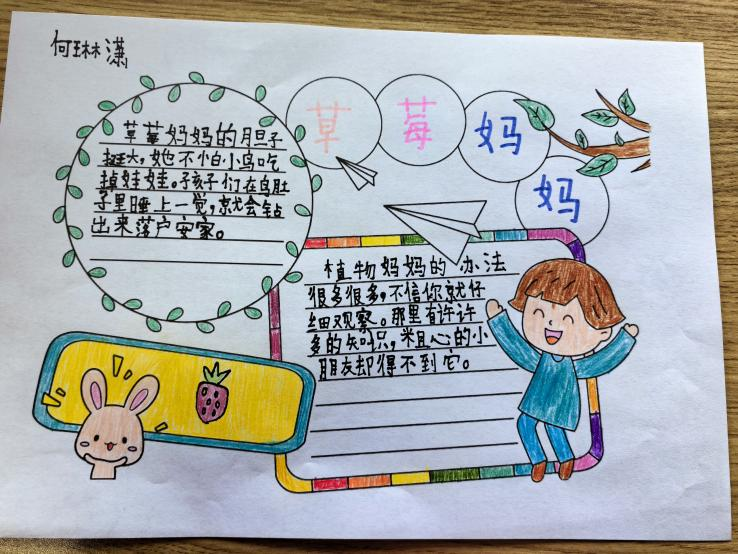 何琳潇
草莓妈妈
草莓妈妈的胆子
挺大，她不怕小鸟吃
掉娃娃。孩子们在鸟肚
子里睡上一觉，就会钻
出来落户安家。
植物妈妈的办法
很多很多，不信你就仔
细观察。那里有许许
多多的知识，粗心的小
朋友却得不到它。